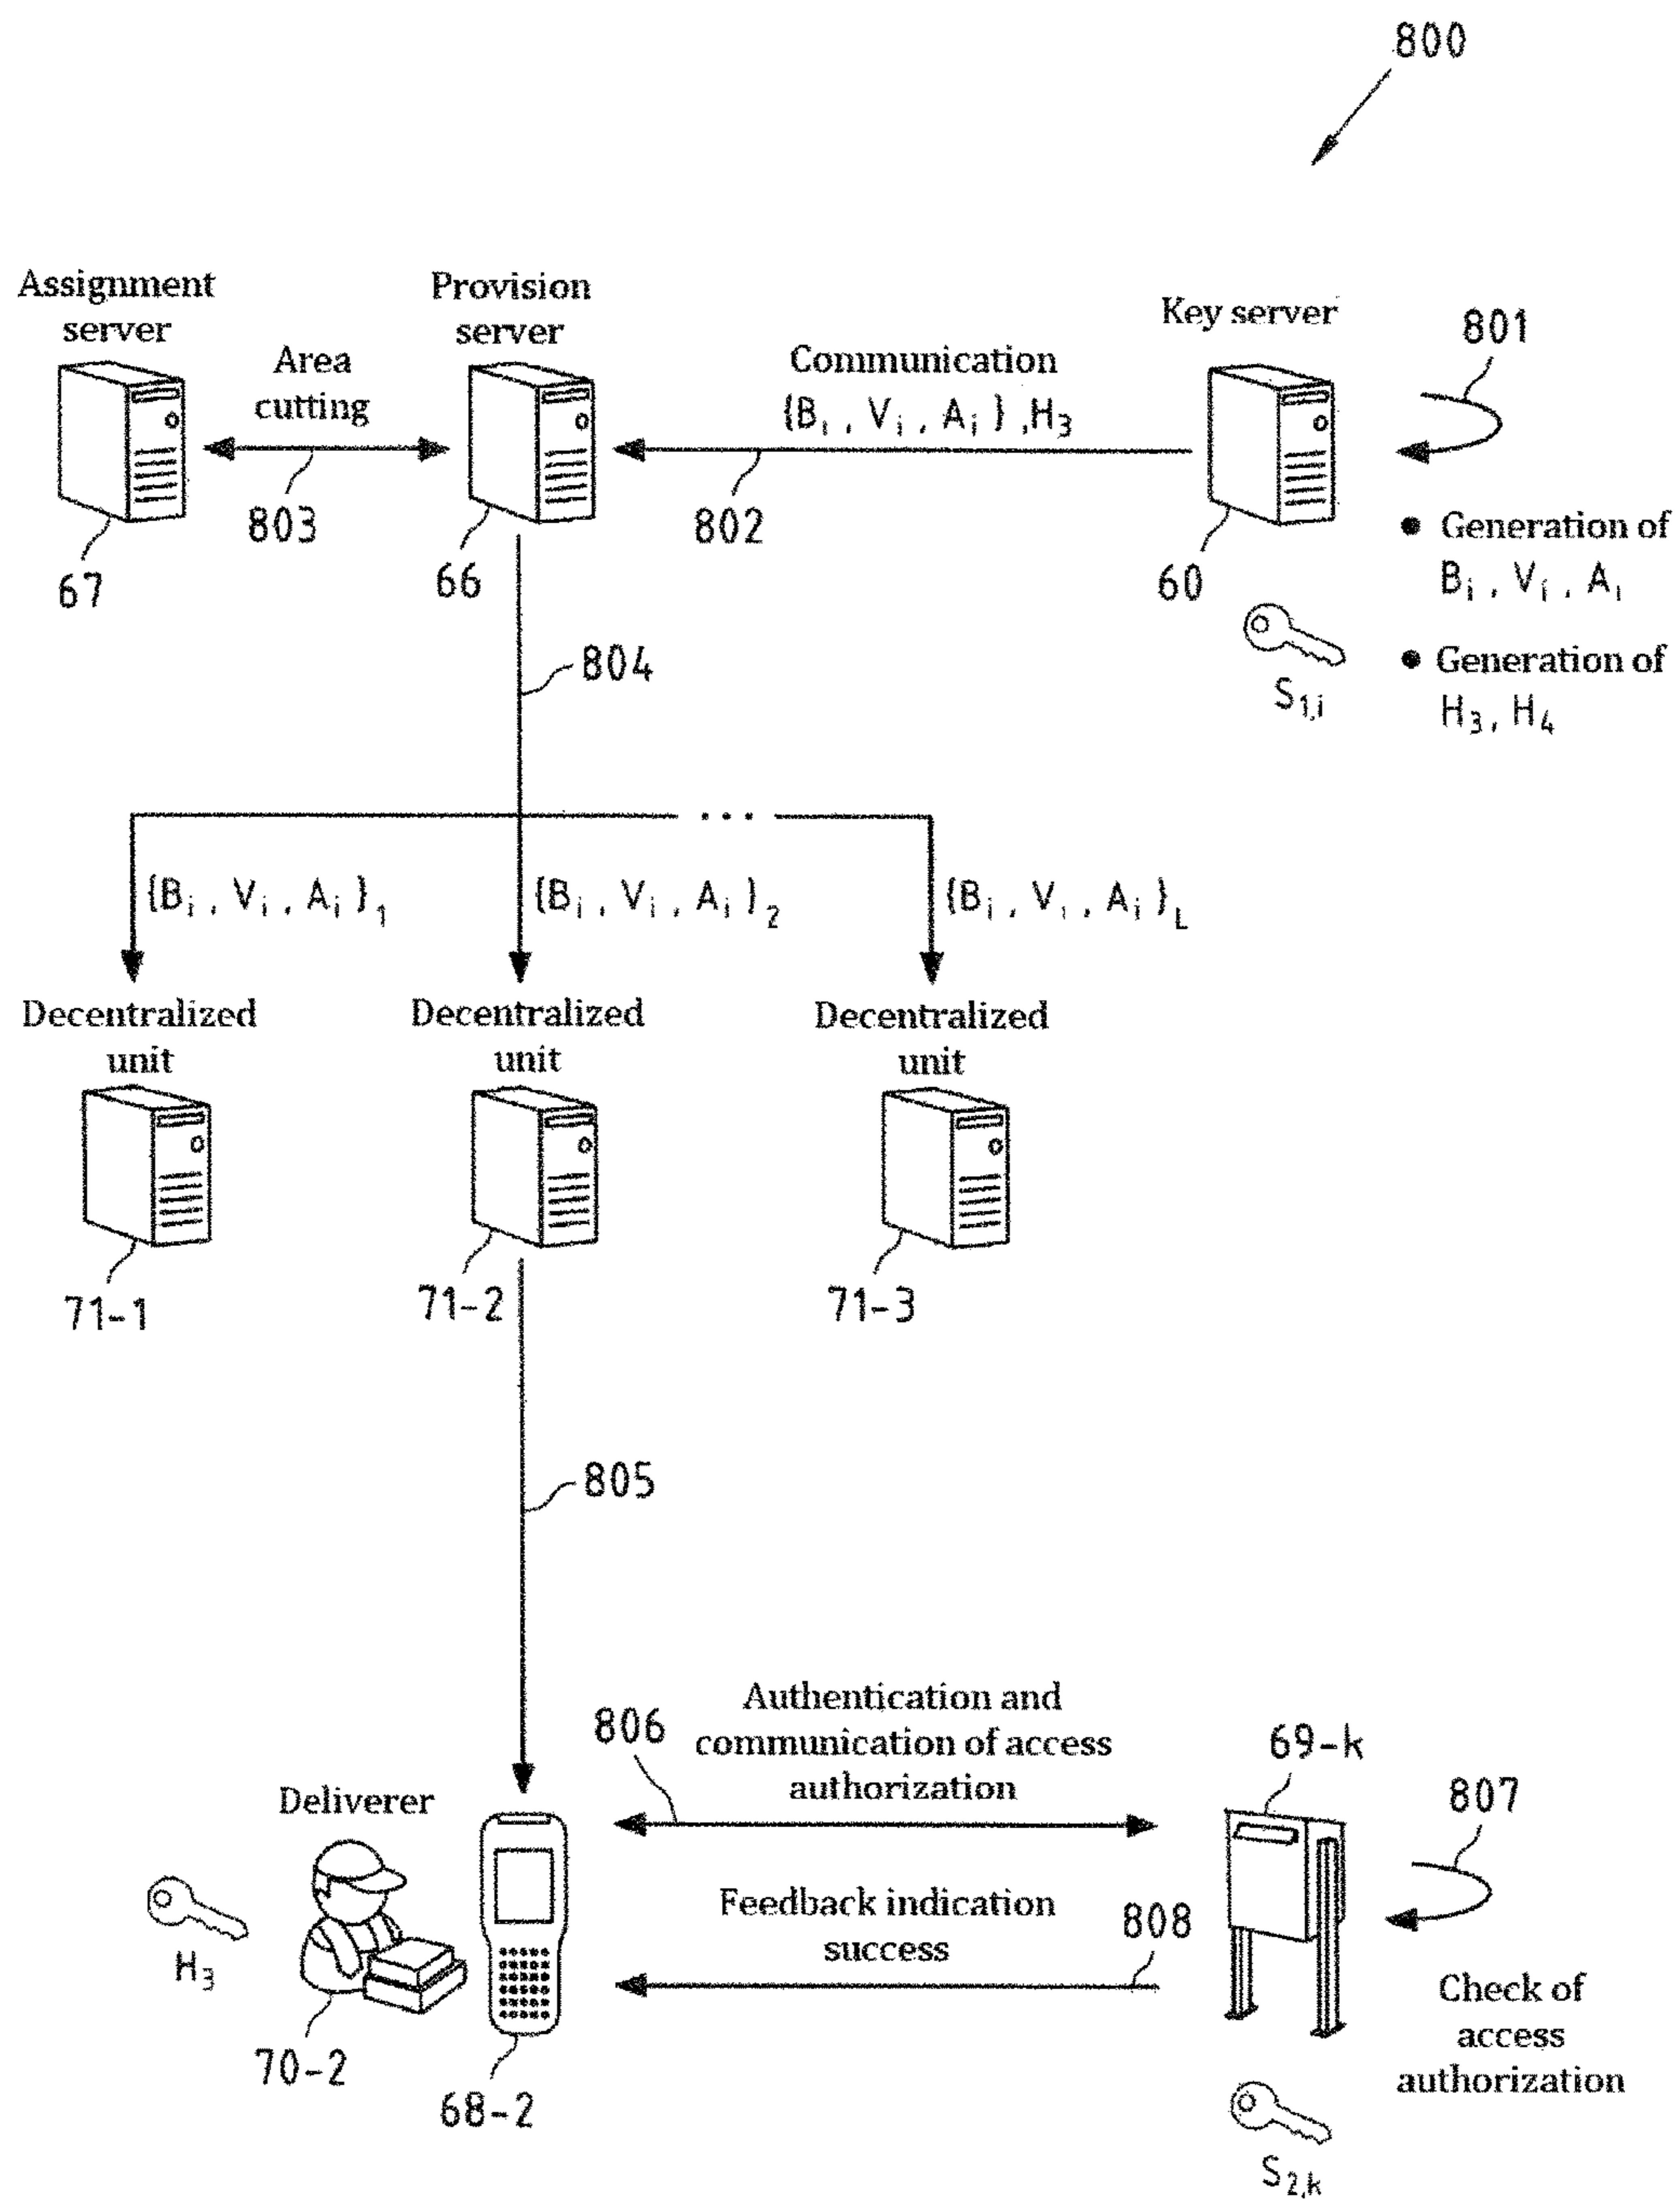 800
Assignment
server
Provision
server
Key server
801
Area
cutting
Communication
{Bᵢ, Vᵢ, Aᵢ},H₃
803
802
67
66
60
S₁,ᵢ
• Generation of
Bᵢ, Vᵢ, Aᵢ
• Generation of
H₃, H₄
804
...
{Bᵢ, Vᵢ, Aᵢ}₁
{Bᵢ, Vᵢ, Aᵢ}₂
{Bᵢ, Vᵢ, Aᵢ}L
Decentralized
unit
Decentralized
unit
Decentralized
unit
71-1
71-2
71-3
805
806
Authentication and
communication of access
authorization
69-k
807
Deliverer
H₃
Feedback indication
success
808
70-2
68-2
Check of
access
authorization
S₂,ₖ